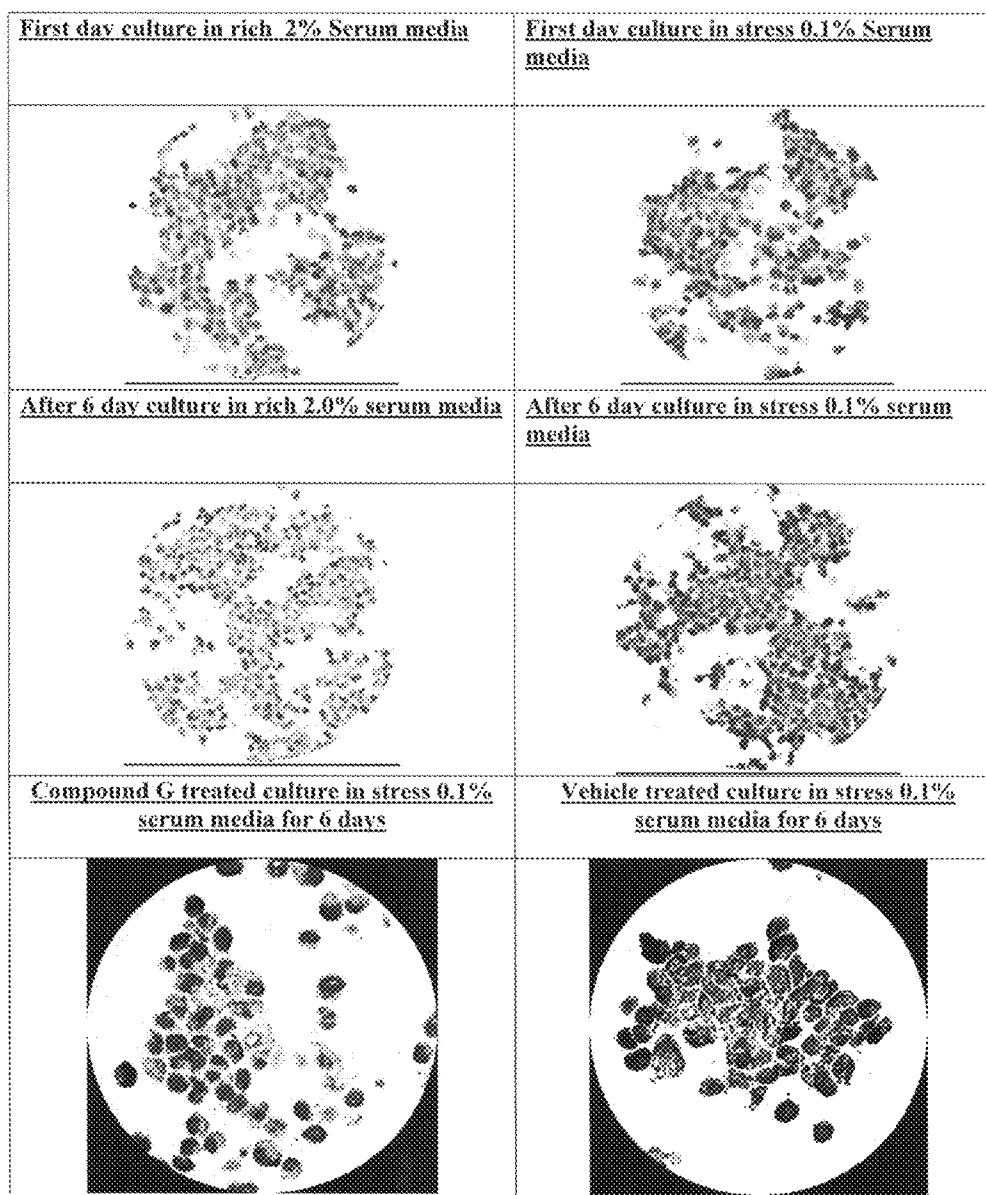 First day culture in rich 2% Serum media
First day culture in stress 0.1% Serum
media
After 6 day culture in rich 2.0% serum media
After 6 day culture in stress 0.1% serum
media
Compound G treated culture in stress 0.1%
serum media for 6 days
Vehicle treated culture in stress 0.1%
serum media for 6 days